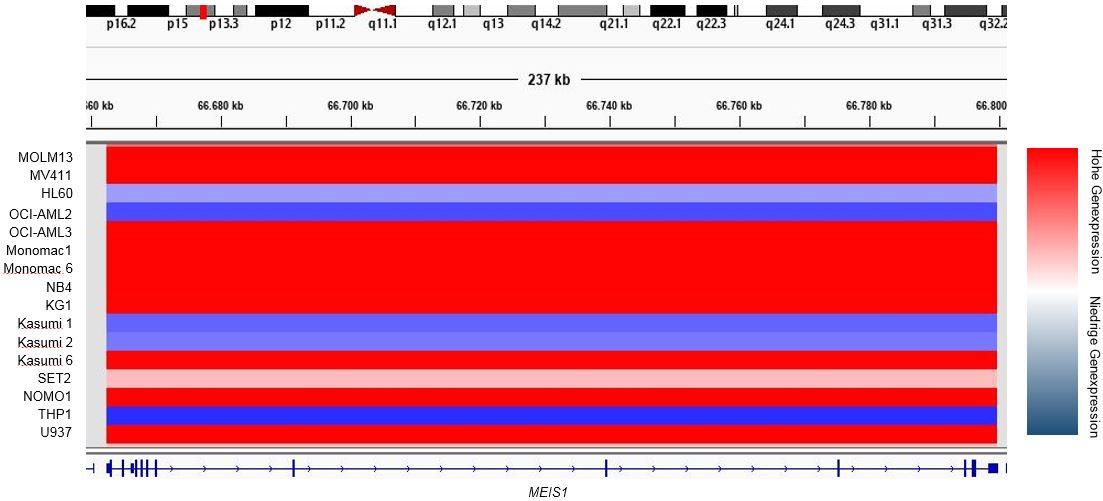 p16.2 p15 p13.3 p12 p11.2 q11.1 q12.1 q13 q14.2 q21.1 q22.1 q22.3 q24.1 q24.3 q31.1 q31.3 q32.2
237 kb
660 kb 66.680 kb 66.700 kb 66.720 kb 66.740 kb 66.760 kb 66.780 kb 66.800
MOLM13
MV411
HL60
OCI-AML2
OCI-AML3
Monomac1
Monomac 6
NB4
KG1
Kasumi 1
Kasumi 2
Kasumi 6
SET2
NOMO1
THP1
U937
Hohe Genexpression
Niedrige Genexpression
MEIS1